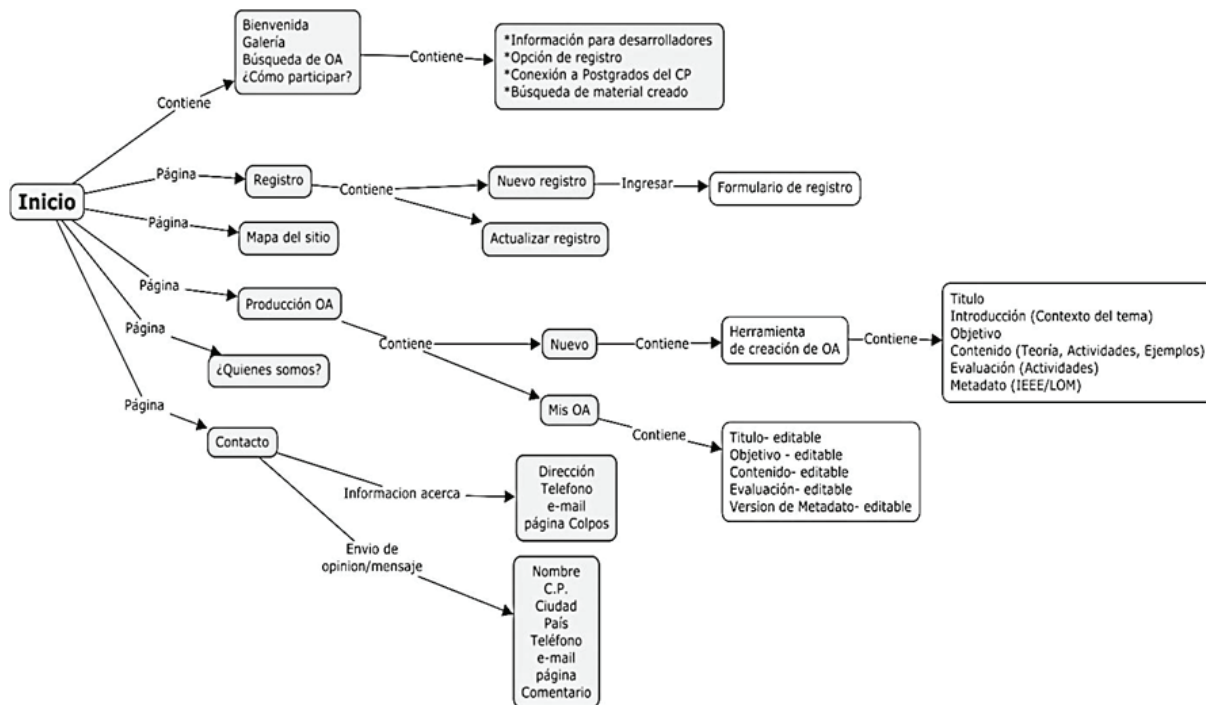 Bienvenida
Galería
Búsqueda de OA
¿Cómo participar?
Contiene
*Información para desarrolladores
*Opción de registro
*Conexión a Postgrados del CP
*Búsqueda de material creado
Contiene
Inicio
Página
Registro
Contiene
Nuevo registro
Ingresar
Formulario de registro
Actualizar registro
Página
Mapa del sitio
Página
Producción OA
Contiene
Nuevo
Contiene
Herramienta
de creación de OA
Contiene
Titulo
Introducción (Contexto del tema)
Objetivo
Contenido (Teoría, Actividades, Ejemplos)
Evaluación (Actividades)
Metadato (IEEE/LOM)
Mis OA
Contiene
Titulo- editable
Objetivo - editable
Contenido- editable
Evaluación- editable
Version de Metadato- editable
Página
¿Quienes somos?
Página
Contacto
Informacion acerca
Dirección
Telefono
e-mail
página Colpos
Envio de
opinion/mensaje
Nombre
C.P.
Ciudad
País
Teléfono
e-mail
página
Comentario